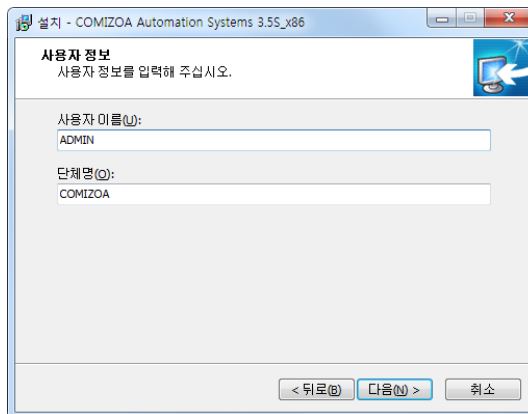 설치 - COMIZOA Automation Systems 3.5S_x86
사용자 정보
사용자 정보를 입력해 주십시오.
사용자 이름(U):
ADMIN
단체명(O):
COMIZOA
< 뒤로(B) 다음(N) > 취소